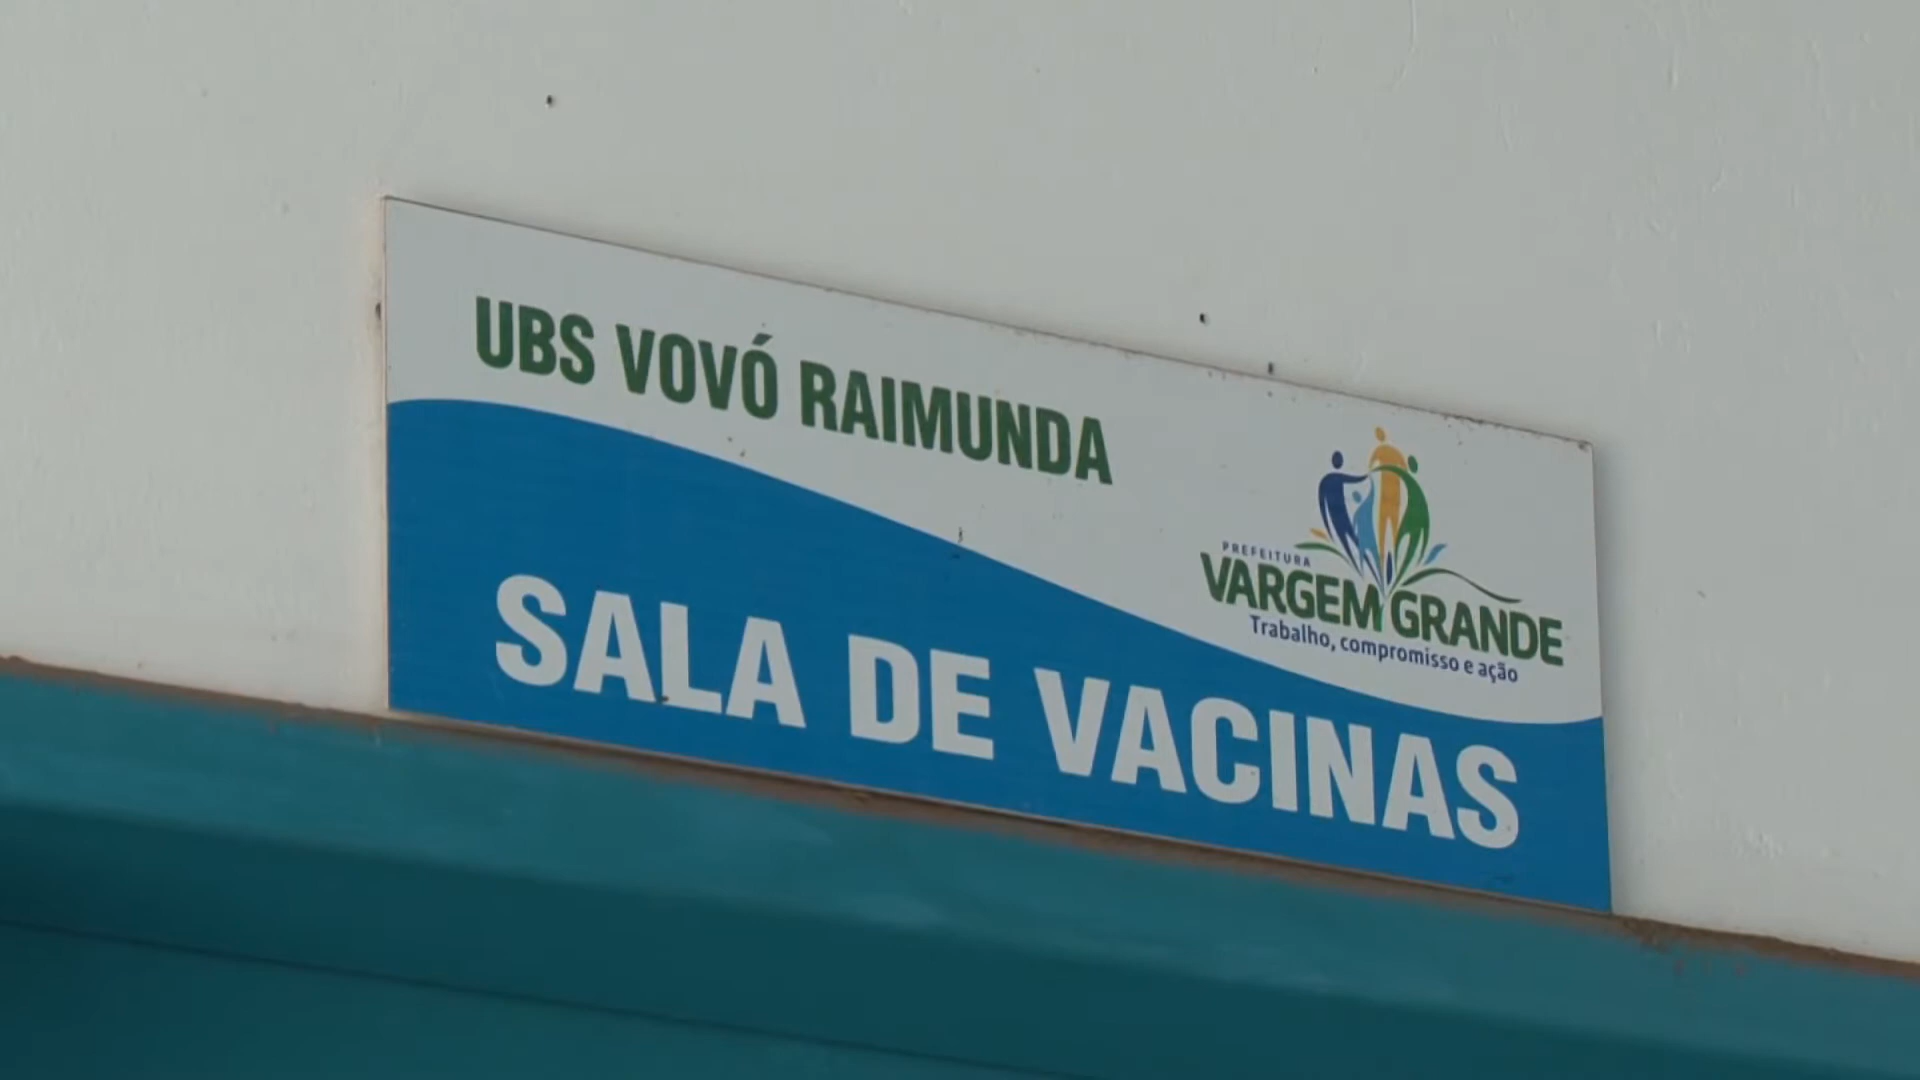 UBS VOVÓ RAIMUNDA
PREFEITURA
VARGEM GRANDE
Trabalho, compromisso e ação
SALA DE VACINAS